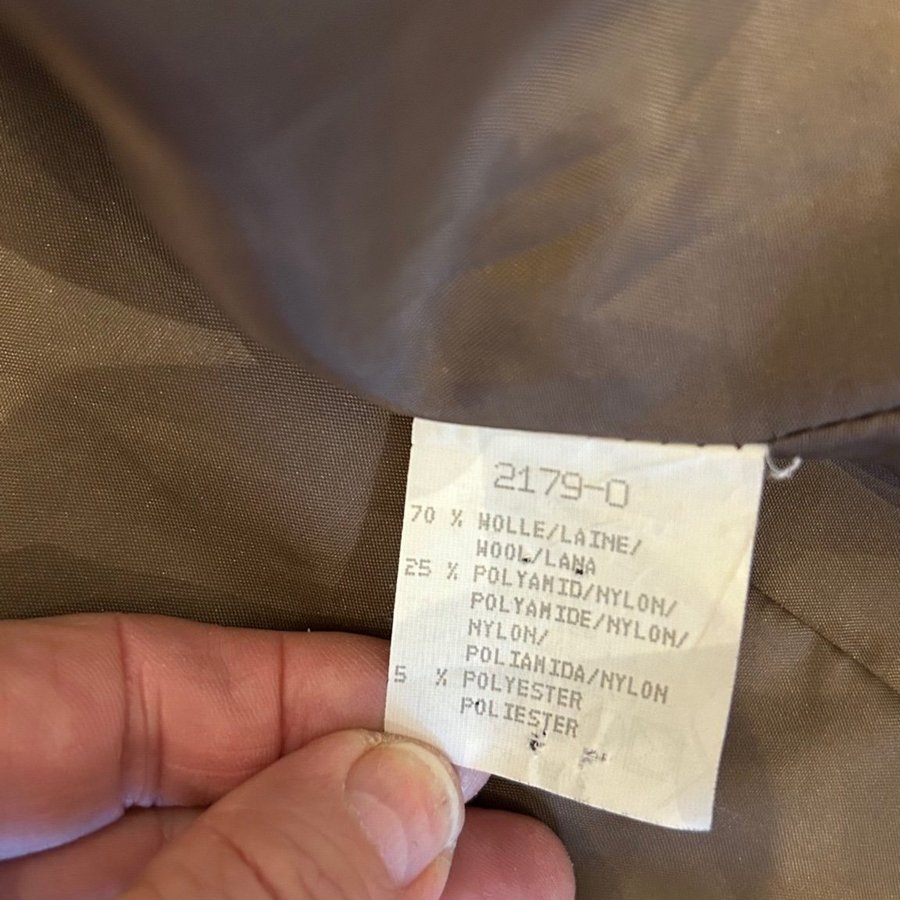 2179-0
70 % WOLLE/LAINE/
WOOL/LANA
25 % POLYAMID/NYLON/
POLYAMIDE/NYLON/
NYLON/
POLIAMIDA/NYLON
5 % POLYESTER
POLIESTER